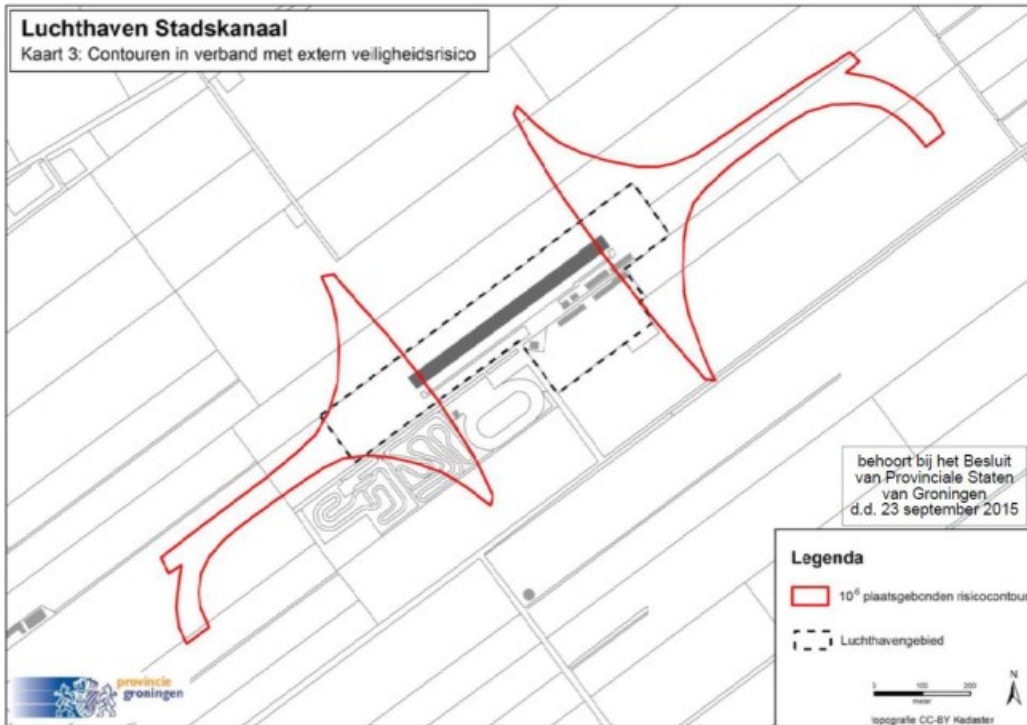 Luchthaven Stadskanaal
Kaart 3: Contouren in verband met extern veiligheidsrisico
behoort bij het Besluit
van Provinciale Staten
van Groningen
d.d. 23 september 2015
Legenda
10⁶ plaatsgebonden risicocontour
Luchthavengebied
N
0 100 200
meter
topografie CC-BY Kadaster
provincie
groningen